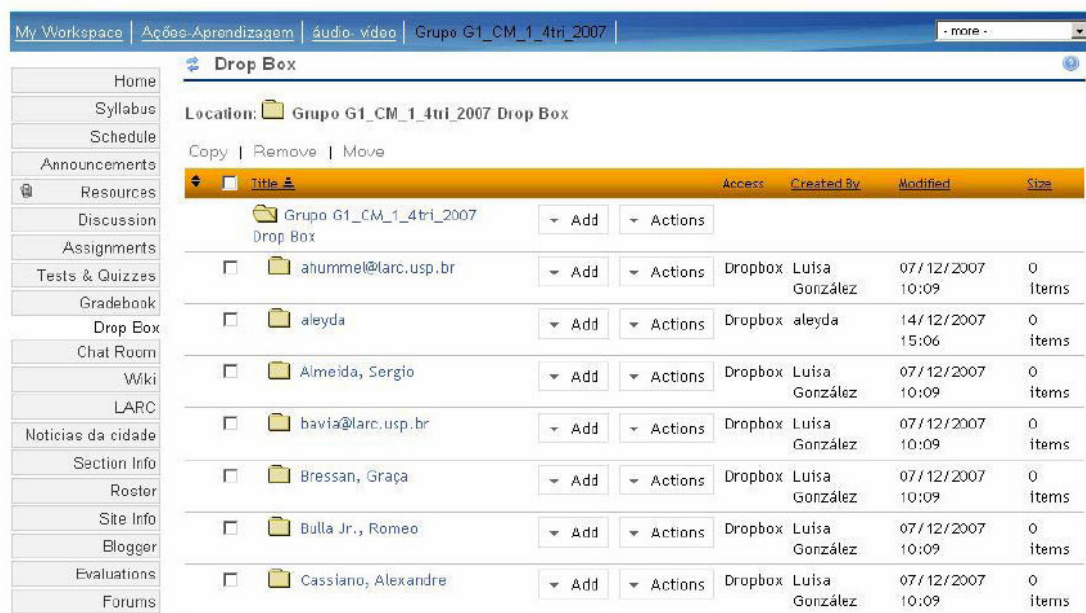 My Workspace | Ações-Aprendizagem | áudio- vídeo | Grupo G1_CM_1_4tri_2007 |
- more -
Home
Syllabus
Schedule
Announcements
Resources
Discussion
Assignments
Tests & Quizzes
Gradebook
Drop Box
Chat Room
Wiki
LARC
Noticias da cidade
Section Info
Roster
Site Info
Blogger
Evaluations
Forums
Drop Box
Location: Grupo G1_CM_1_4tri_2007 Drop Box
Copy | Remove | Move
Title Access Created By Modified Size
Grupo G1_CM_1_4tri_2007 Add Actions
Drop Box
ahummel@larc.usp.br Add Actions Dropbox Luisa 07/12/2007 0
González 10:09 items
aleyda Add Actions Dropbox aleyda 14/12/2007 0
15:06 items
Almeida, Sergio Add Actions Dropbox Luisa 07/12/2007 0
González 10:09 items
bavia@larc.usp.br Add Actions Dropbox Luisa 07/12/2007 0
González 10:09 items
Bressan, Graça Add Actions Dropbox Luisa 07/12/2007 0
González 10:09 items
Bulla Jr., Romeo Add Actions Dropbox Luisa 07/12/2007 0
González 10:09 items
Cassiano, Alexandre Add Actions Dropbox Luisa 07/12/2007 0
González 10:09 items